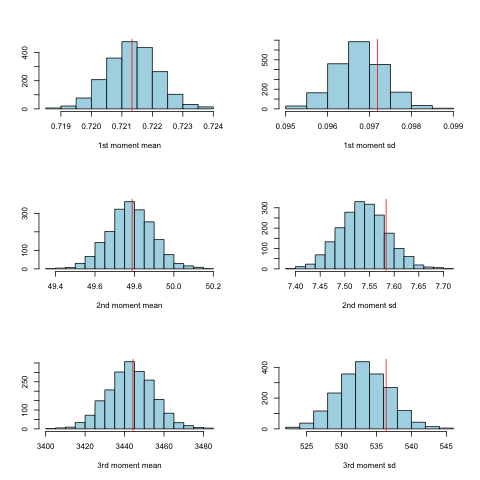 0 200 400
0.719 0.720 0.721 0.722 0.723 0.724
1st moment mean
0 200 500
0.095 0.096 0.097 0.098 0.099
1st moment sd
0 100 300
49.4 49.6 49.8 50.0 50.2
2nd moment mean
0 100 200 300
7.40 7.45 7.50 7.55 7.60 7.65 7.70
2nd moment sd
0 100 250
3400 3420 3440 3460 3480
3rd moment mean
0 200 400
525 530 535 540 545
3rd moment sd